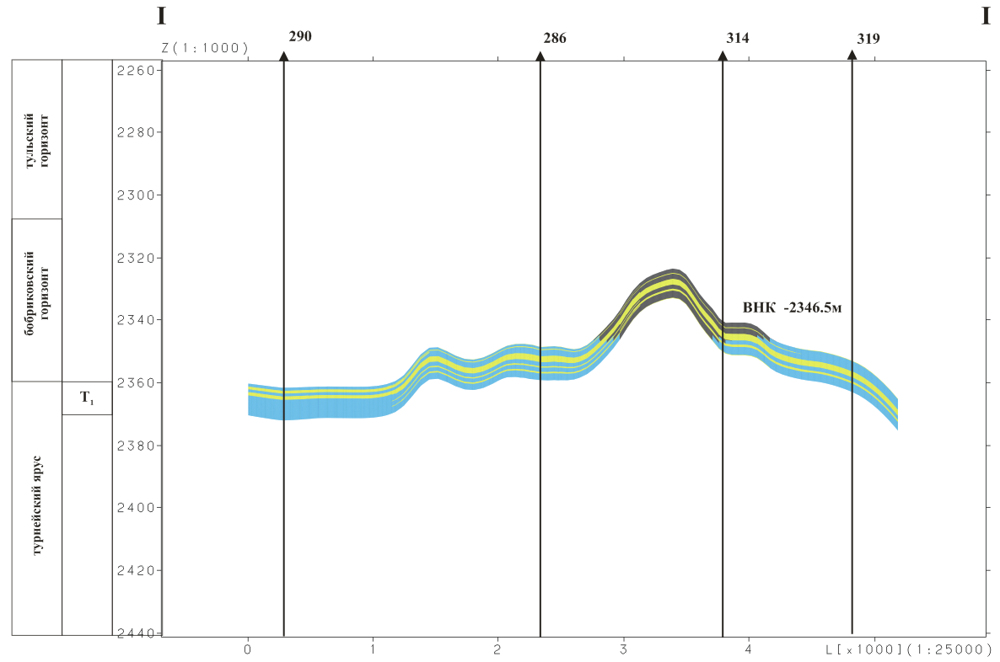 I I
290 286 314 319
Z(1:1000)
2260
2280
2300
2320
2340
2360
2380
2400
2420
2440
тульский
горизонт
бобриковский
горизонт
T1
турнейский ярус
ВНК -2346.5м
0 1 2 3 4 L[x1000](1:25000)